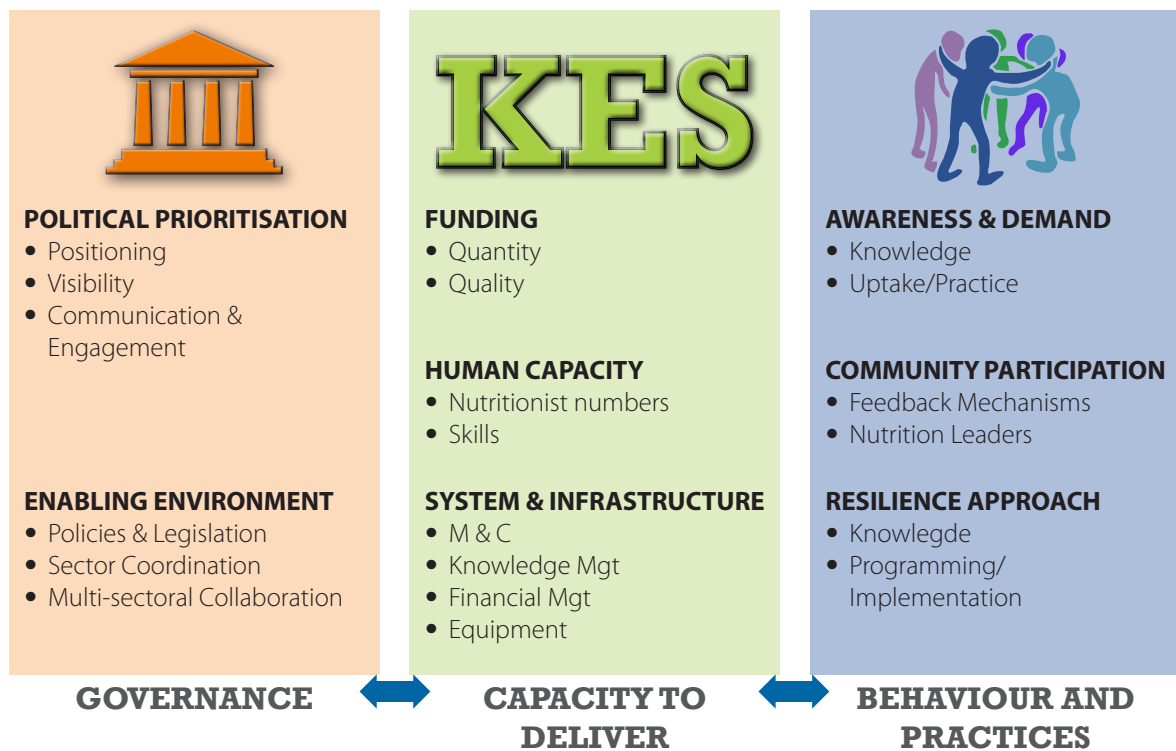 KES
POLITICAL PRIORITISATION
• Positioning
• Visibility
• Communication &
Engagement
ENABLING ENVIRONMENT
• Policies & Legislation
• Sector Coordination
• Multi-sectoral Collaboration
GOVERNANCE
FUNDING
• Quantity
• Quality
HUMAN CAPACITY
• Nutritionist numbers
• Skills
SYSTEM & INFRASTRUCTURE
• M & C
• Knowledge Mgt
• Financial Mgt
• Equipment
CAPACITY TO
DELIVER
AWARENESS & DEMAND
• Knowledge
• Uptake/Practice
COMMUNITY PARTICIPATION
• Feedback Mechanisms
• Nutrition Leaders
RESILIENCE APPROACH
• Knowlegde
• Programming/
Implementation
BEHAVIOUR AND
PRACTICES